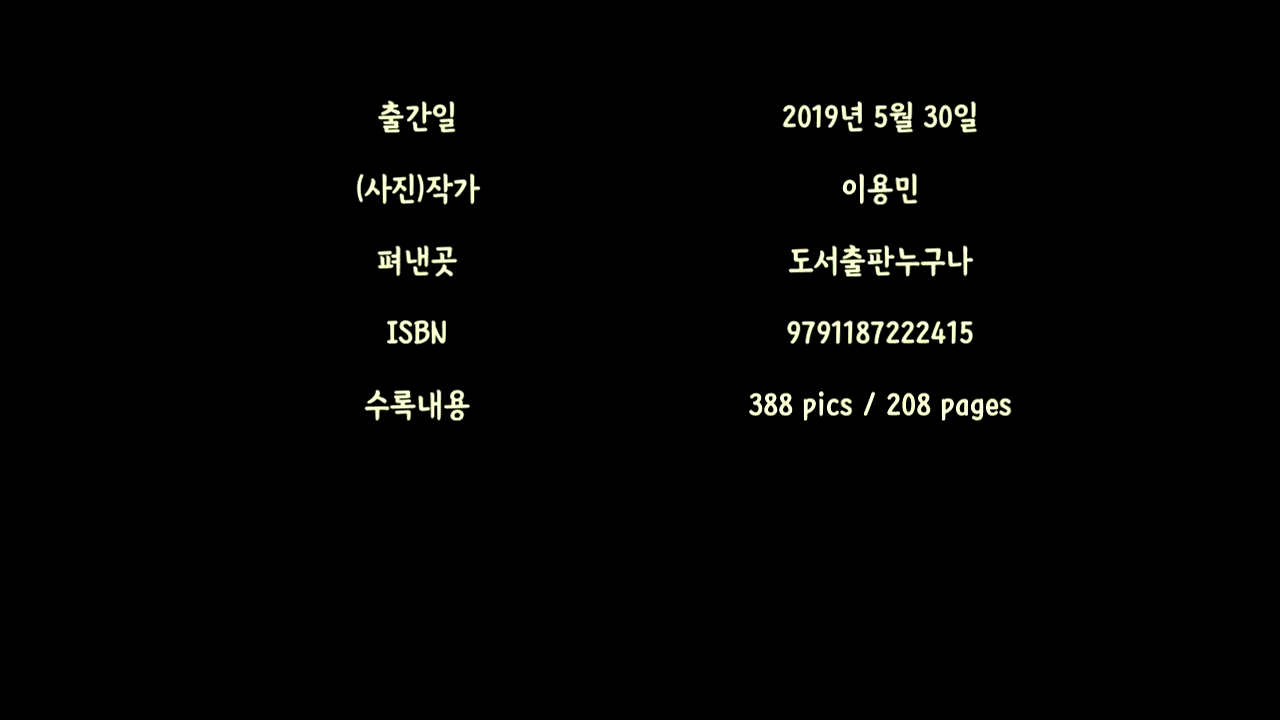 출간일 2019년 5월 30일
(사진)작가 이용민
펴낸곳 도서출판누구나
ISBN 9791187222415
수록내용 388 pics / 208 pages